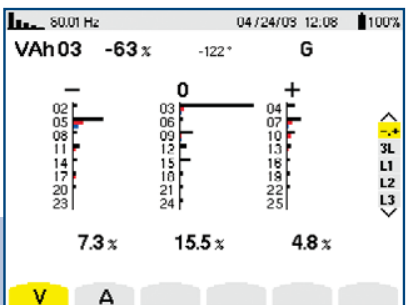 60.01 Hz 04/24/03 12:08 100%
VAh03 -63 % -122° G
− 0 +
02 03 04
05 06 07
08 09 10
11 12 13
14 15 16
17 18 19
20 21 22
23 24 25
-.+
3L
L1
L2
L3
7.3 % 15.5 % 4.8 %
V A